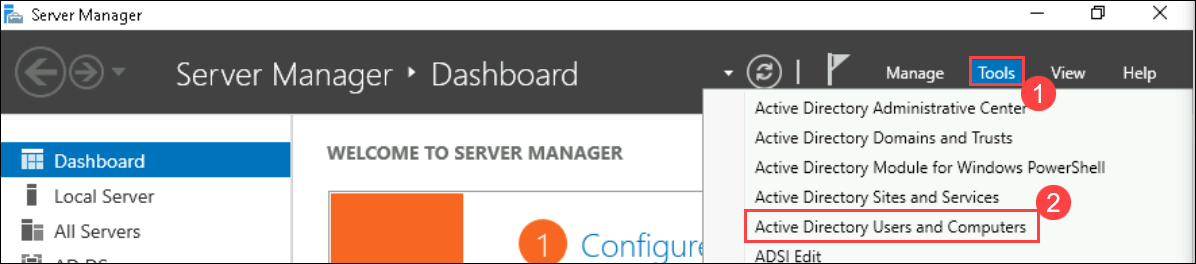 Server Manager
Server Manager ‣ Dashboard
Manage Tools View Help
1
Active Directory Administrative Center
Active Directory Domains and Trusts
Active Directory Module for Windows PowerShell
Active Directory Sites and Services
2
Active Directory Users and Computers
ADSI Edit
Dashboard
Local Server
All Servers
AD DS
WELCOME TO SERVER MANAGER
1 Configure